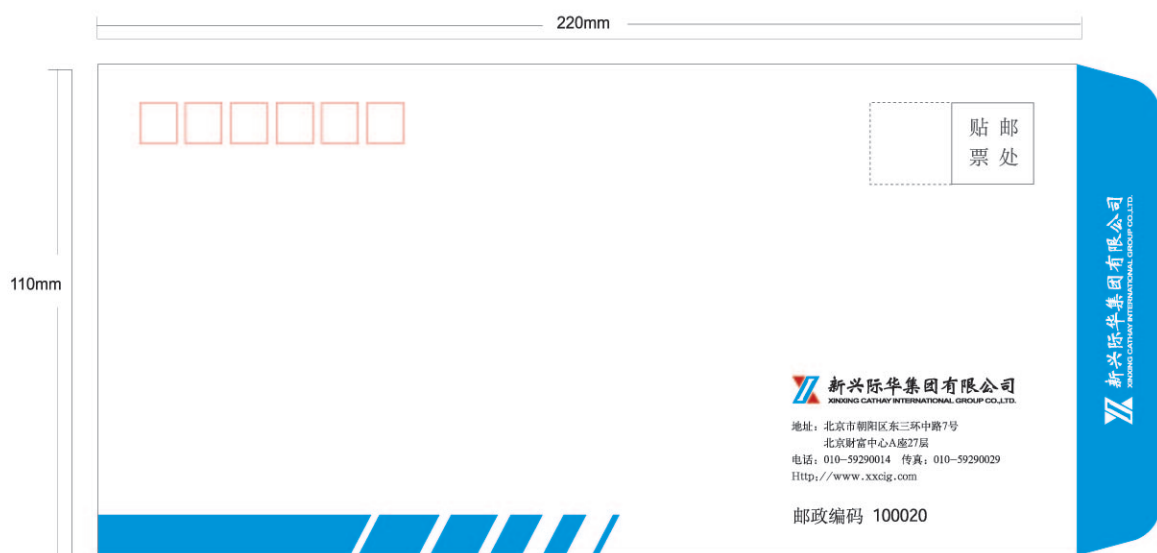 220mm
贴 邮
票 处
110mm
新兴际华集团有限公司
XINXING CATHAY INTERNATIONAL GROUP CO.,LTD.
新兴际华集团有限公司
XINXING CATHAY INTERNATIONAL GROUP CO.,LTD.
地址：北京市朝阳区东三环中路7号
北京财富中心A座27层
电话：010-59290014 传真：010-59290029
Http://www.xxcig.com
邮政编码 100020